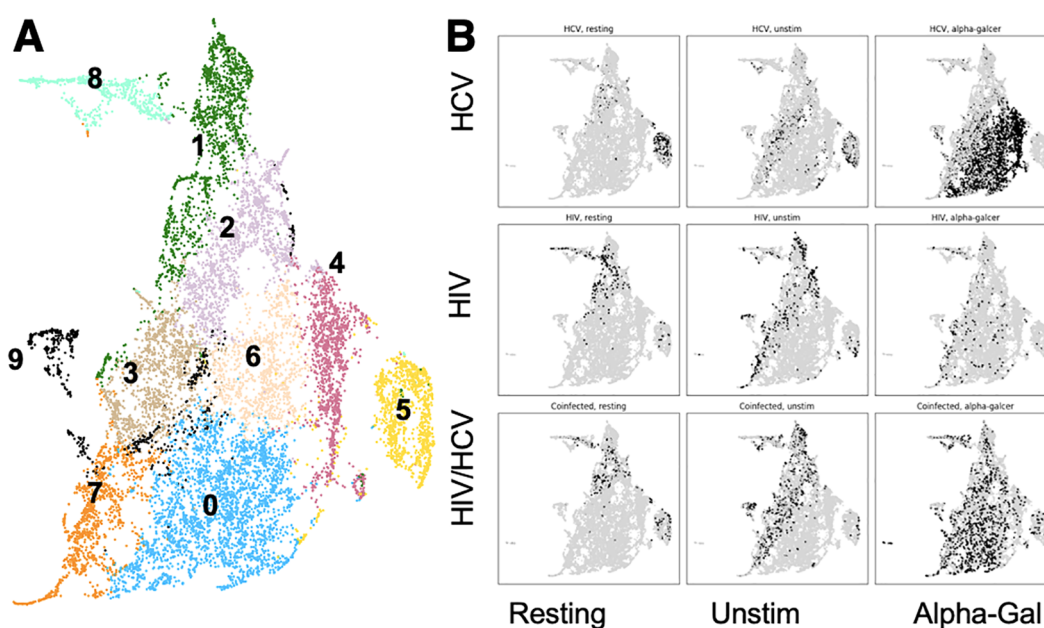 A
8
1
2
4
9
3
6
5
7
0
B
HCV
HCV, resting
HCV, unstim
HCV, alpha-galcer
HIV
HIV, resting
HIV, unstim
HIV, alpha-galcer
HIV/HCV
Coinfected, resting
Coinfected, unstim
Coinfected, alpha-galcer
Resting
Unstim
Alpha-Gal